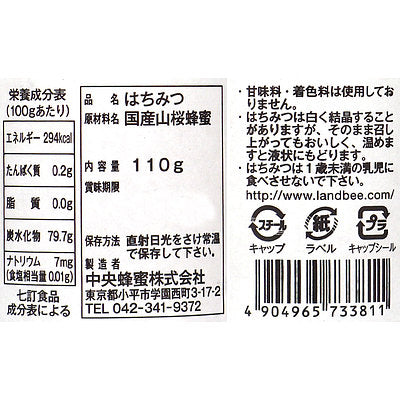 栄養成分表
(100gあたり)
エネルギー 294kcal
たんぱく質 0.2g
脂質 0.0g
炭水化物 79.7g
ナトリウム 7mg
(食塩相当量 0.01g)
七訂食品
成分表による
品名 はちみつ
原材料名 国産山桜蜂蜜
内容量 110g
賞味期限
保存方法 直射日光をさけ常温
で保存して下さい。
製造者
中央蜂蜜株式会社
東京都小平市学園西町3-17-2
TEL 042-341-9372
・甘味料・着色料は使用してお
りません。
・はちみつは白く結晶すること
がありますが、そのまま召し
上がってもおいしく、温めま
すと液状にもどります。
・はちみつは1歳未満の乳児に
食べさせないで下さい。
http://www.landbee.com/
スチール 紙 プラ
キャップ ラベル キャップシール
4 904965 733811